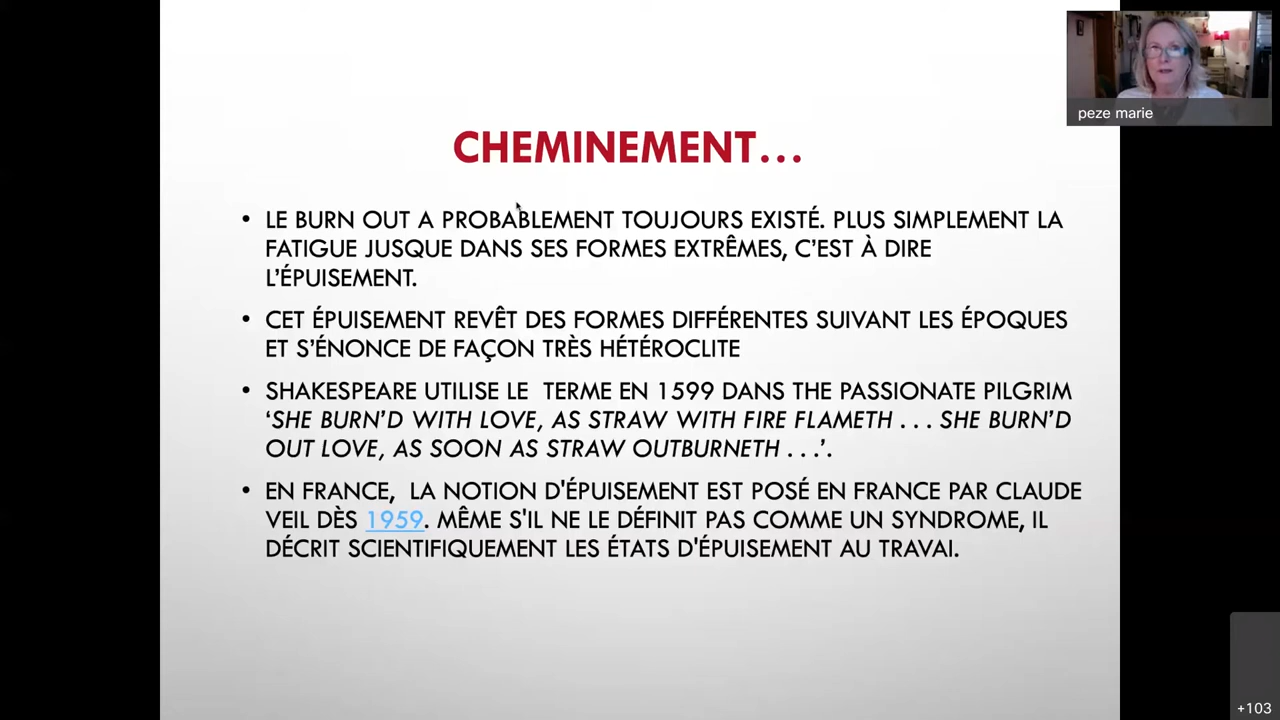 peze marie
CHEMINEMENT...
• LE BURN OUT A PROBABLEMENT TOUJOURS EXISTÉ. PLUS SIMPLEMENT LA
FATIGUE JUSQUE DANS SES FORMES EXTRÊMES, C’EST À DIRE
L’ÉPUISEMENT.
• CET ÉPUISEMENT REVÊT DES FORMES DIFFÉRENTES SUIVANT LES ÉPOQUES
ET S’ÉNONCE DE FAÇON TRÈS HÉTÉROCLITE
• SHAKESPEARE UTILISE LE TERME EN 1599 DANS THE PASSIONATE PILGRIM
‘SHE BURN’D WITH LOVE, AS STRAW WITH FIRE FLAMETH . . . SHE BURN’D
OUT LOVE, AS SOON AS STRAW OUTBURNETH . . .’.
• EN FRANCE, LA NOTION D'ÉPUISEMENT EST POSÉ EN FRANCE PAR CLAUDE
VEIL DÈS 1959. MÊME S'IL NE LE DÉFINIT PAS COMME UN SYNDROME, IL
DÉCRIT SCIENTIFIQUEMENT LES ÉTATS D'ÉPUISEMENT AU TRAVAI.
+103